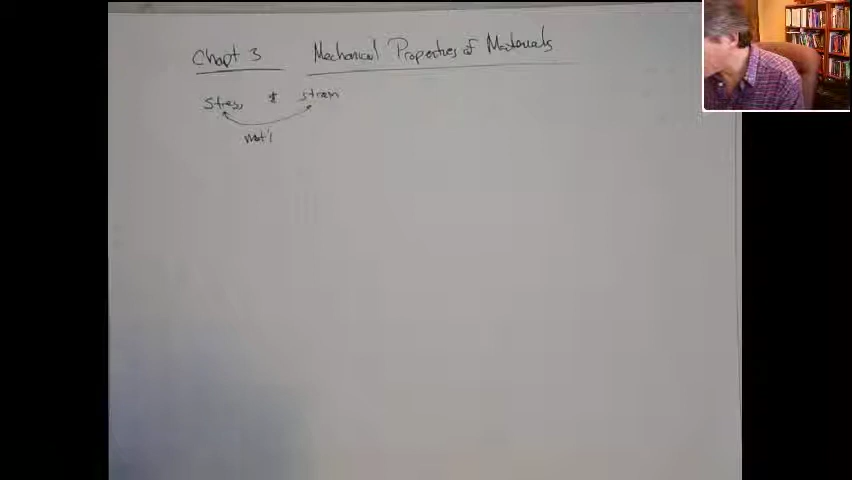 Chapt 3 Mechanical Properties of Materials
Stress & strain
mat'l